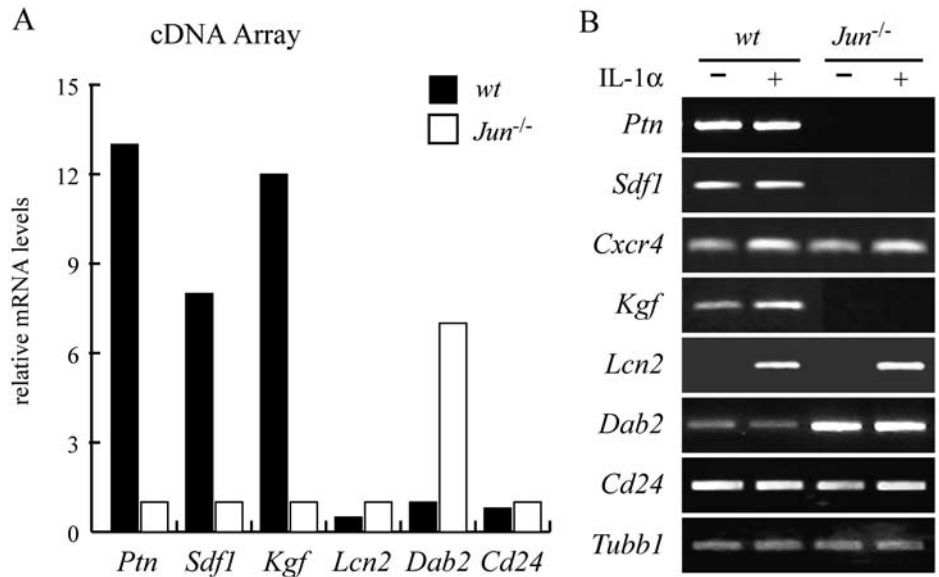 A
cDNA Array
wt
Jun-/-
relative mRNA levels
15
12
9
6
3
0
Ptn Sdf1 Kgf Lcn2 Dab2 Cd24
B
wt Jun-/-
IL-1α − + − +
Ptn
Sdf1
Cxcr4
Kgf
Lcn2
Dab2
Cd24
Tubb1